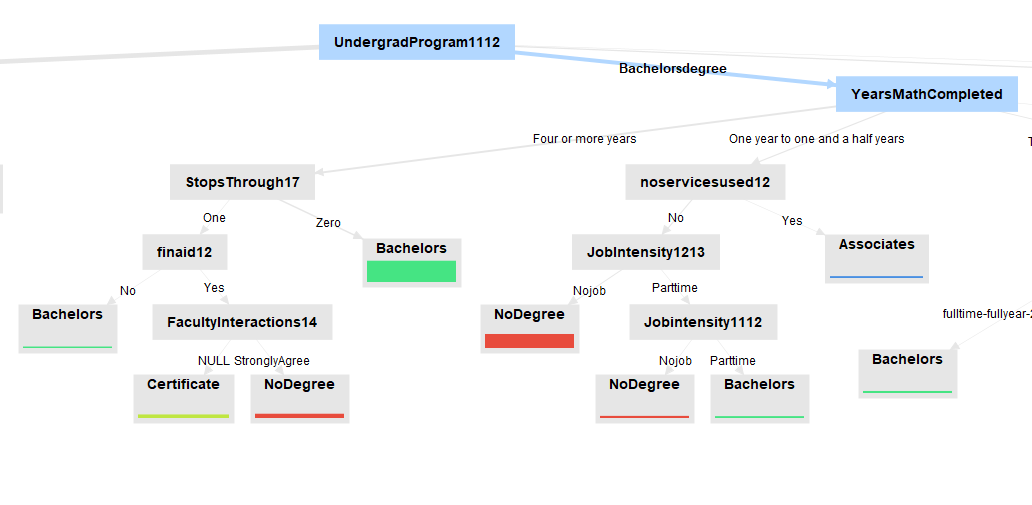 UndergradProgram1112
Bachelorsdegree
YearsMathCompleted
Four or more years
One year to one and a half years
T
StopsThrough17
noservicesused12
One
Zero
No
Yes
finaid12
Bachelors
JobIntensity1213
Associates
No
Yes
Nojob
Parttime
Bachelors
FacultyInteractions14
NoDegree
Jobintensity1112
fulltime-fullyear-2
NULL
StronglyAgree
Nojob
Parttime
Bachelors
Certificate
NoDegree
NoDegree
Bachelors